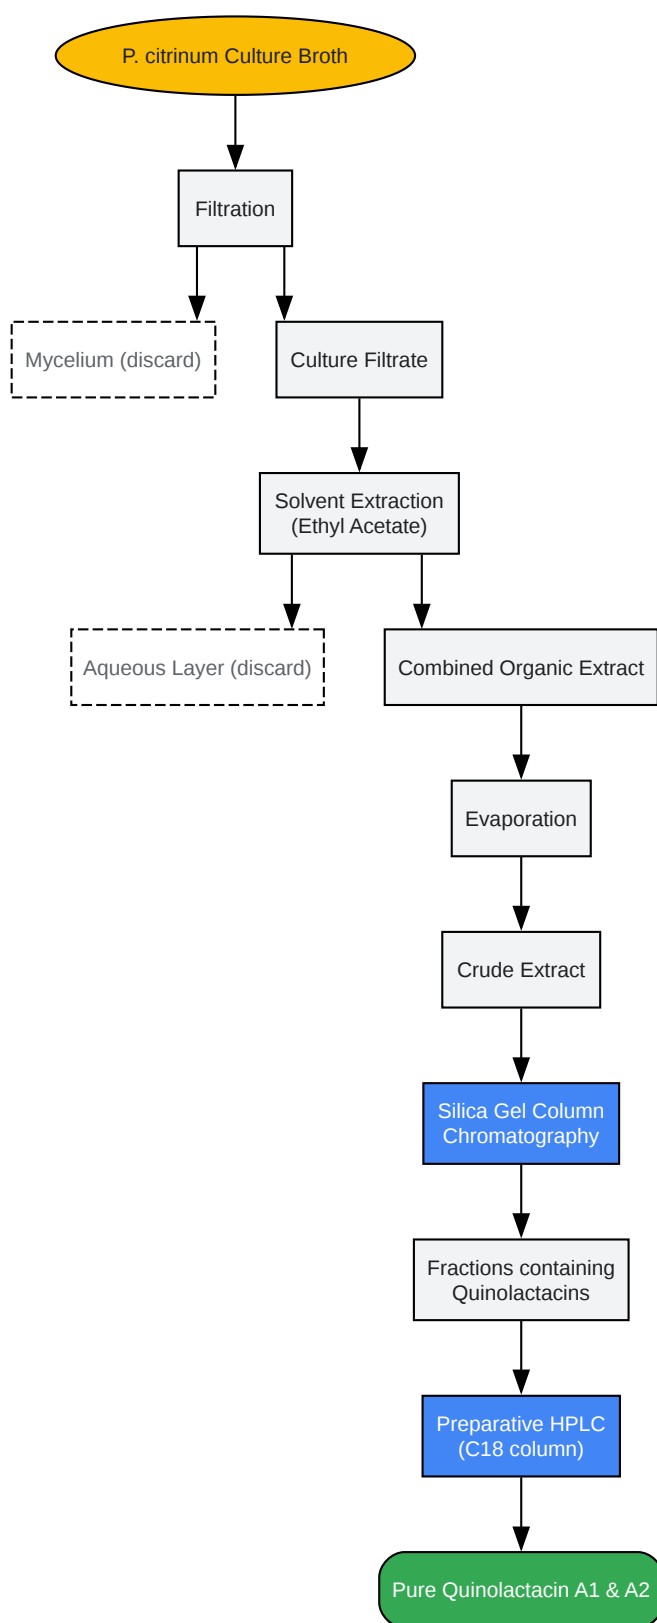 P. citrinum Culture Broth
Filtration
Mycelium (discard)
Culture Filtrate
Solvent Extraction
(Ethyl Acetate)
Aqueous Layer (discard)
Combined Organic Extract
Evaporation
Crude Extract
Silica Gel Column
Chromatography
Fractions containing
Quinolactacins
Preparative HPLC
(C18 column)
Pure Quinolactacin A1 & A2